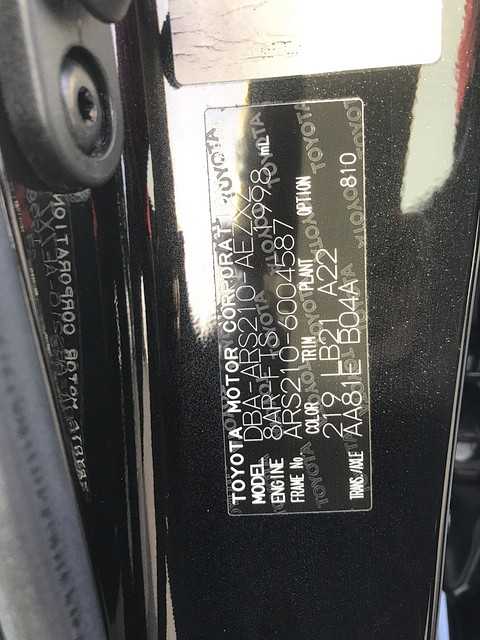 TOYOTA MOTOR CORPORATION
MODEL DBA-ARS210-AEZXZ
ENGINE 8AR-FTS 1998 mL
FRAME No. ARS210-6004587
COLOR TRIM PLANT OPTION
219 LB21 A22
TRANS./AXLE AA81E B04A 810